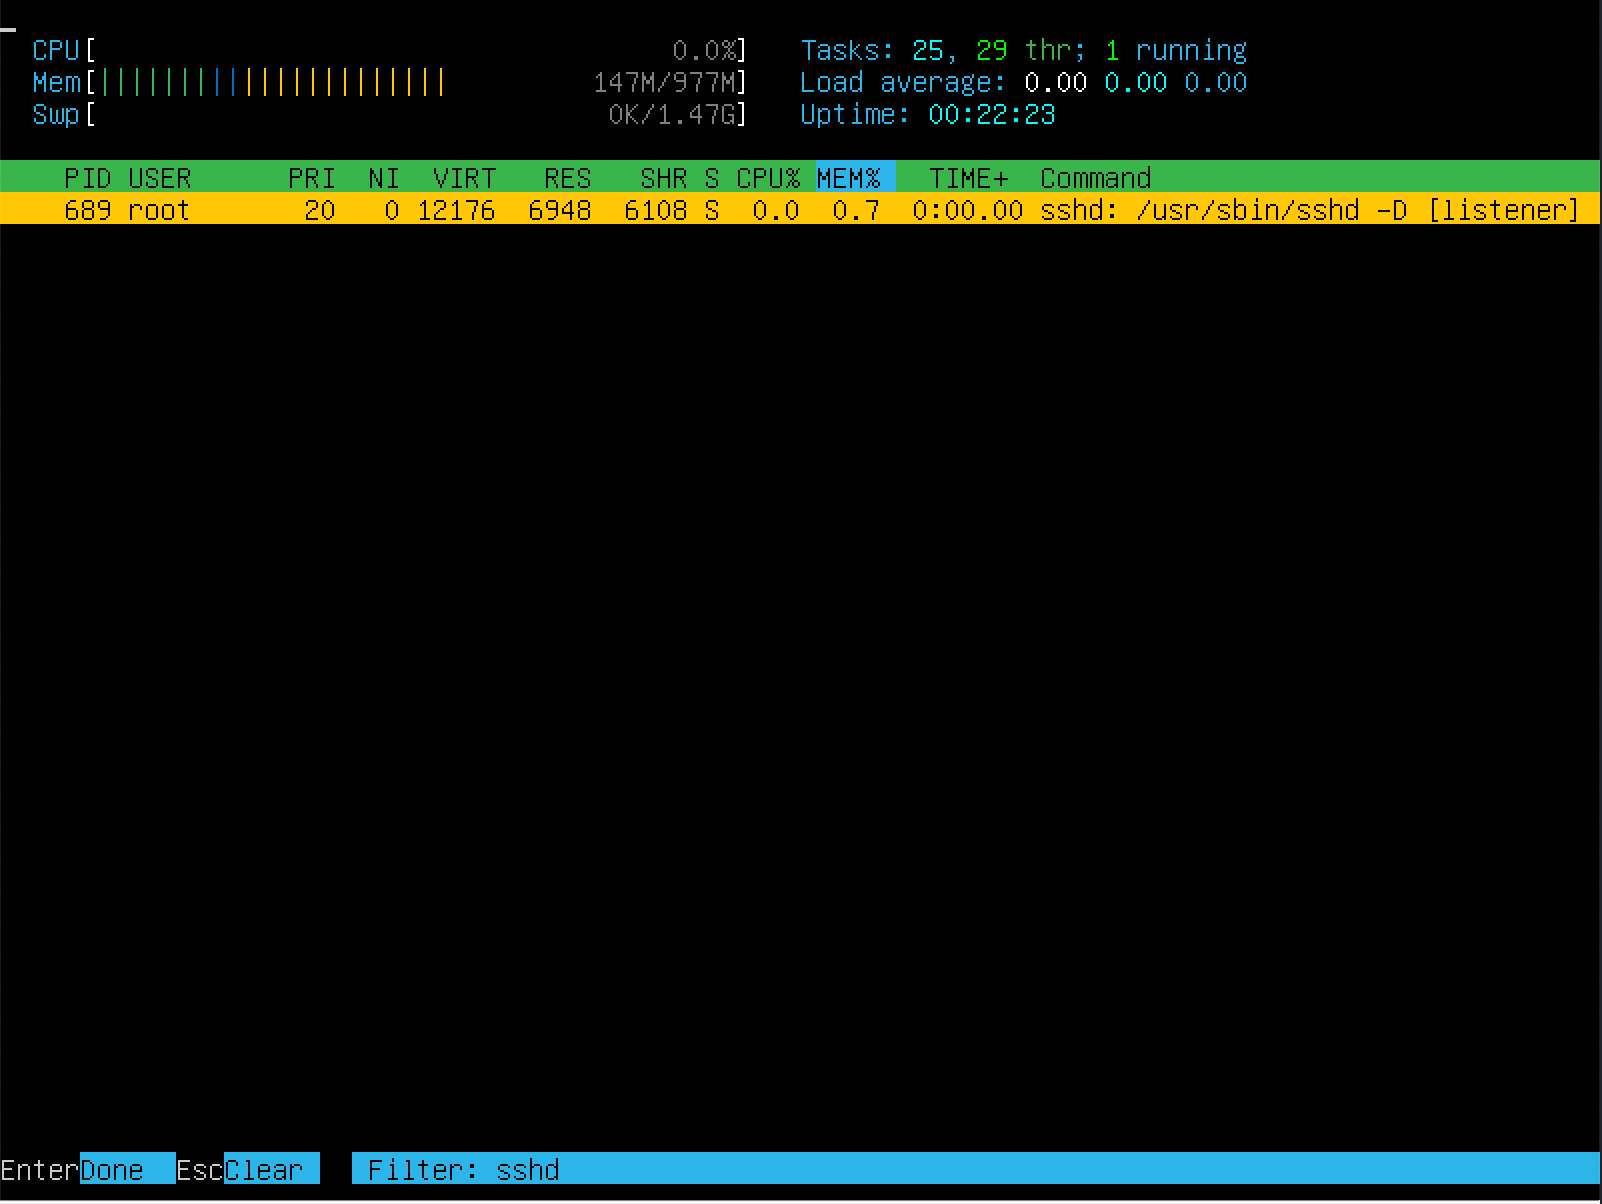 CPU[ 0.0%] Tasks: 25, 29 thr; 1 running
Mem[|||||||||||||||||||||| 147M/977M] Load average: 0.00 0.00 0.00
Swp[ 0K/1.47G] Uptime: 00:22:23
PID USER PRI NI VIRT RES SHR S CPU% MEM% TIME+ Command
689 root 20 0 12176 6948 6108 S 0.0 0.7 0:00.00 sshd: /usr/sbin/sshd -D [listener]
EnterDone EscClear Filter: sshd